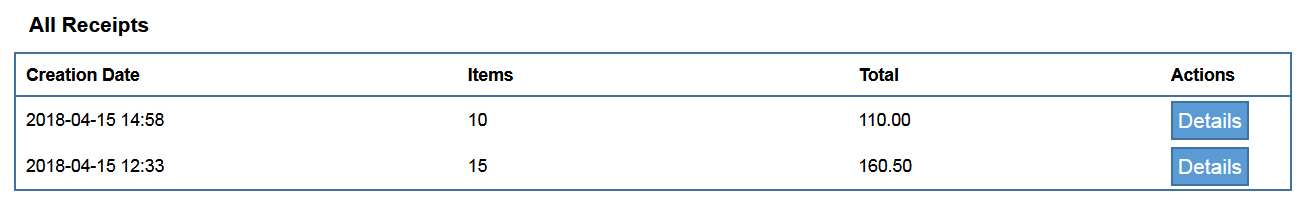 All Receipts
Creation Date Items Total Actions
2018-04-15 14:58 10 110.00 Details
2018-04-15 12:33 15 160.50 Details